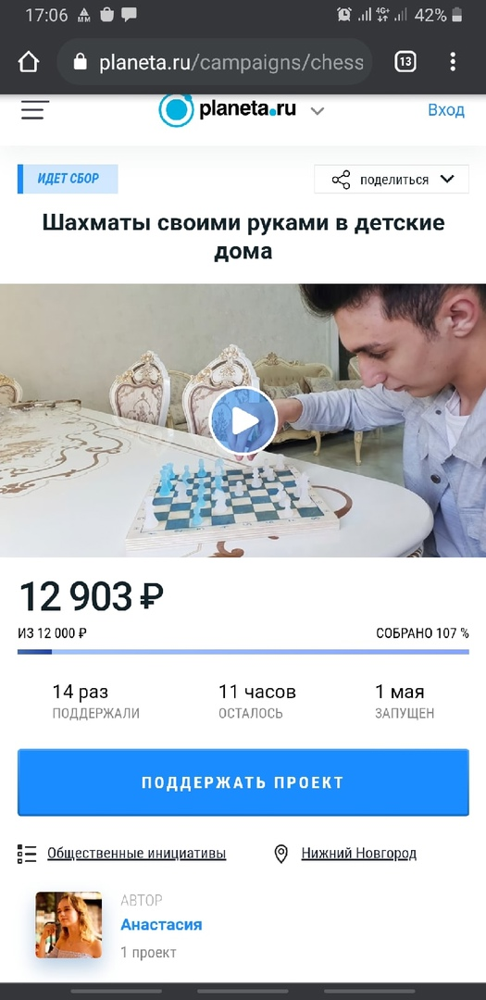 17:06 4G+ 42%
planeta.ru/campaigns/chess 13
planeta.ru Вход
ИДЕТ СБОР поделиться
Шахматы своими руками в детские
дома
12 903 ₽
ИЗ 12 000 ₽ СОБРАНО 107 %
14 раз 11 часов 1 мая
ПОДДЕРЖАЛИ ОСТАЛОСЬ ЗАПУЩЕН
ПОДДЕРЖАТЬ ПРОЕКТ
Общественные инициативы Нижний Новгород
АВТОР
Анастасия
1 проект